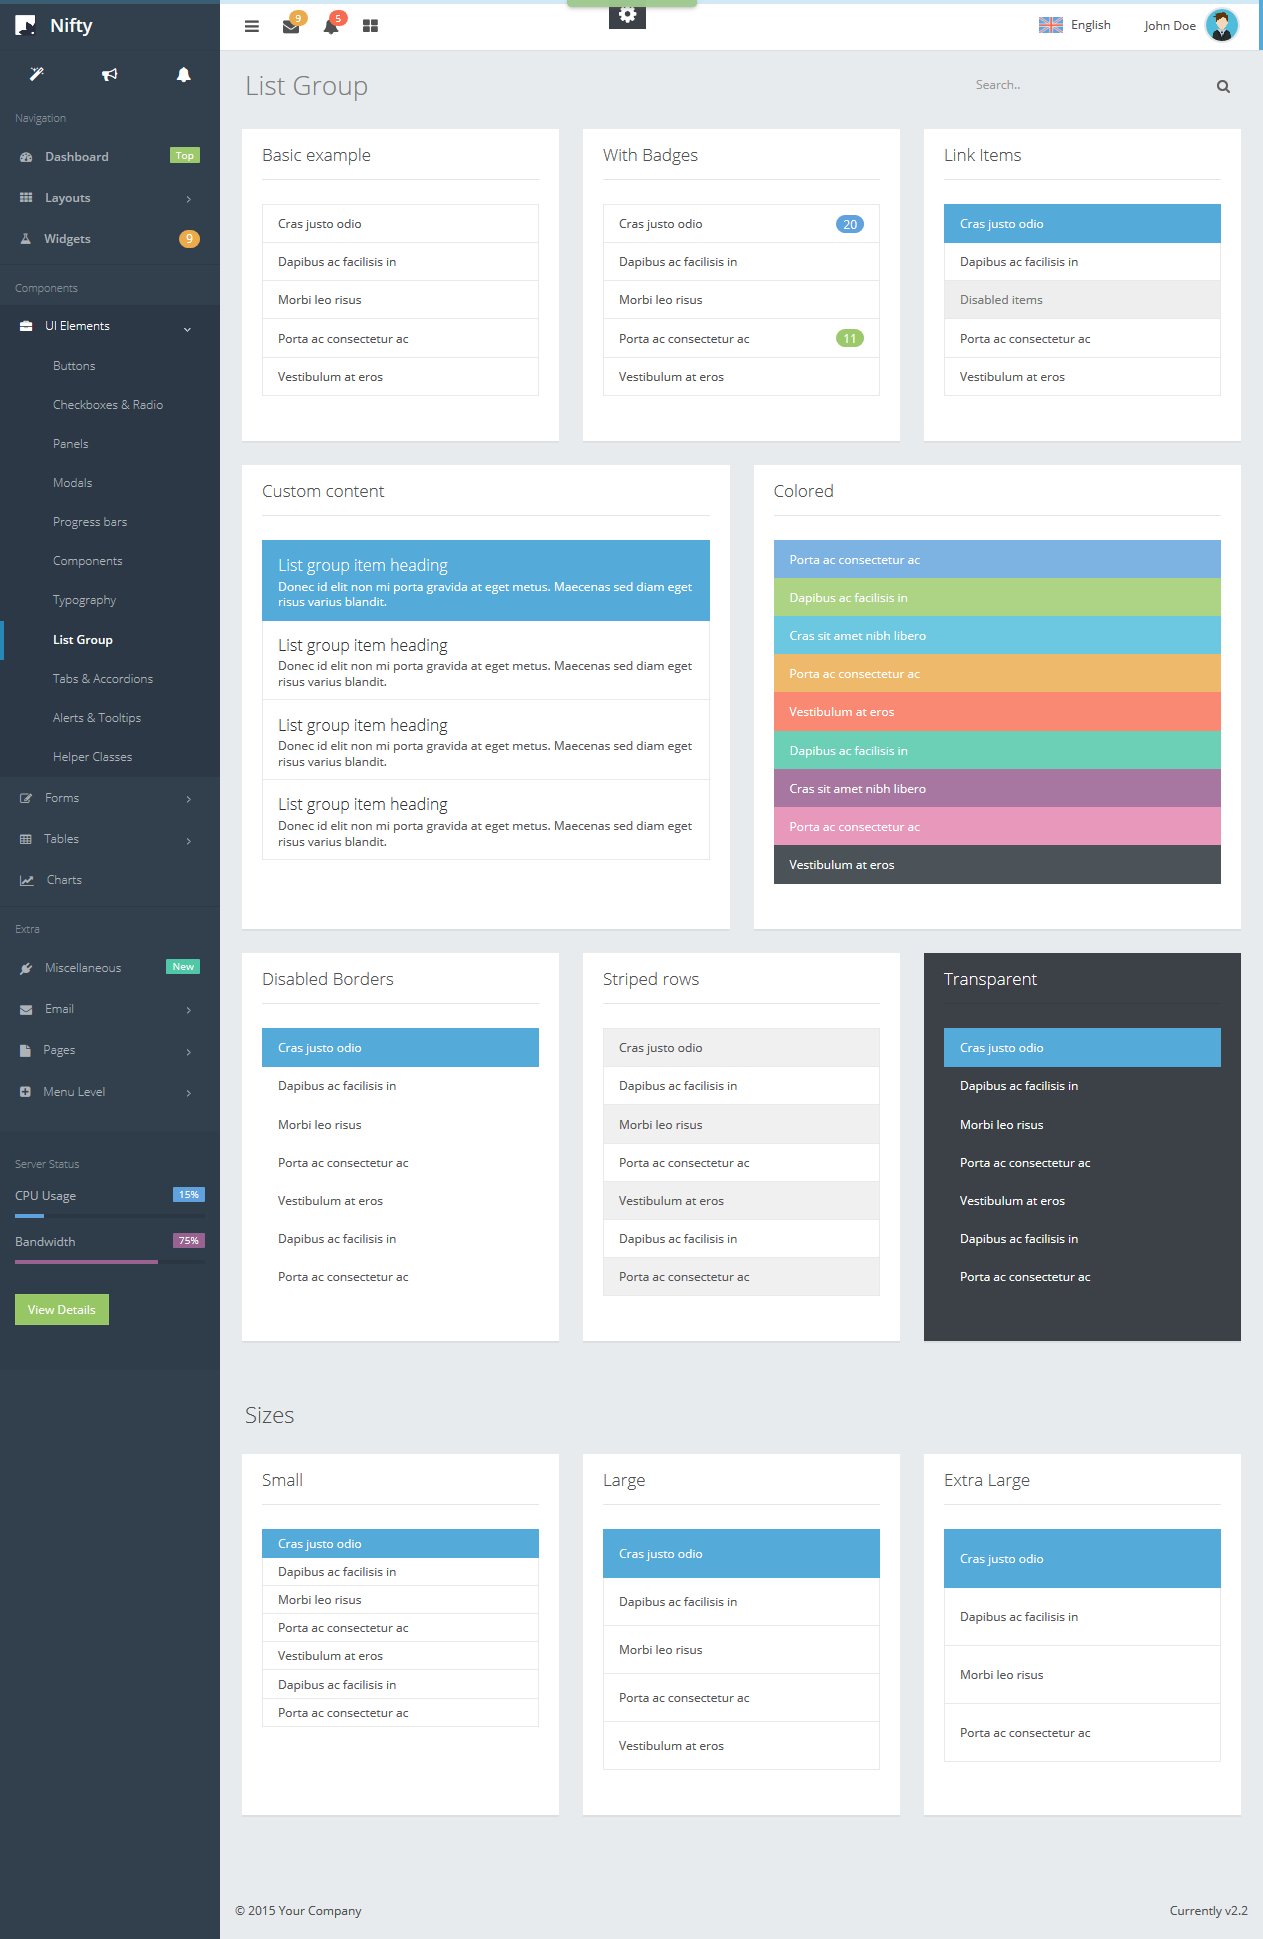 Nifty
9
5
English
John Doe
Navigation
Dashboard
Top
Layouts
Widgets
9
Components
UI Elements
Buttons
Checkboxes & Radio
Panels
Modals
Progress bars
Components
Typography
List Group
Tabs & Accordions
Alerts & Tooltips
Helper Classes
Forms
Tables
Charts
Extra
Miscellaneous
New
Email
Pages
Menu Level
Server Status
CPU Usage
15%
Bandwidth
75%
View Details
List Group
Search..
Basic example
Cras justo odio
Dapibus ac facilisis in
Morbi leo risus
Porta ac consectetur ac
Vestibulum at eros
With Badges
Cras justo odio
20
Dapibus ac facilisis in
Morbi leo risus
Porta ac consectetur ac
11
Vestibulum at eros
Link Items
Cras justo odio
Dapibus ac facilisis in
Disabled items
Porta ac consectetur ac
Vestibulum at eros
Custom content
List group item heading
Donec id elit non mi porta gravida at eget metus. Maecenas sed diam eget
risus varius blandit.
List group item heading
Donec id elit non mi porta gravida at eget metus. Maecenas sed diam eget
risus varius blandit.
List group item heading
Donec id elit non mi porta gravida at eget metus. Maecenas sed diam eget
risus varius blandit.
List group item heading
Donec id elit non mi porta gravida at eget metus. Maecenas sed diam eget
risus varius blandit.
Colored
Porta ac consectetur ac
Dapibus ac facilisis in
Cras sit amet nibh libero
Porta ac consectetur ac
Vestibulum at eros
Dapibus ac facilisis in
Cras sit amet nibh libero
Porta ac consectetur ac
Vestibulum at eros
Disabled Borders
Cras justo odio
Dapibus ac facilisis in
Morbi leo risus
Porta ac consectetur ac
Vestibulum at eros
Dapibus ac facilisis in
Porta ac consectetur ac
Striped rows
Cras justo odio
Dapibus ac facilisis in
Morbi leo risus
Porta ac consectetur ac
Vestibulum at eros
Dapibus ac facilisis in
Porta ac consectetur ac
Transparent
Cras justo odio
Dapibus ac facilisis in
Morbi leo risus
Porta ac consectetur ac
Vestibulum at eros
Dapibus ac facilisis in
Porta ac consectetur ac
Sizes
Small
Cras justo odio
Dapibus ac facilisis in
Morbi leo risus
Porta ac consectetur ac
Vestibulum at eros
Dapibus ac facilisis in
Porta ac consectetur ac
Large
Cras justo odio
Dapibus ac facilisis in
Morbi leo risus
Porta ac consectetur ac
Vestibulum at eros
Extra Large
Cras justo odio
Dapibus ac facilisis in
Morbi leo risus
Porta ac consectetur ac
© 2015 Your Company
Currently v2.2